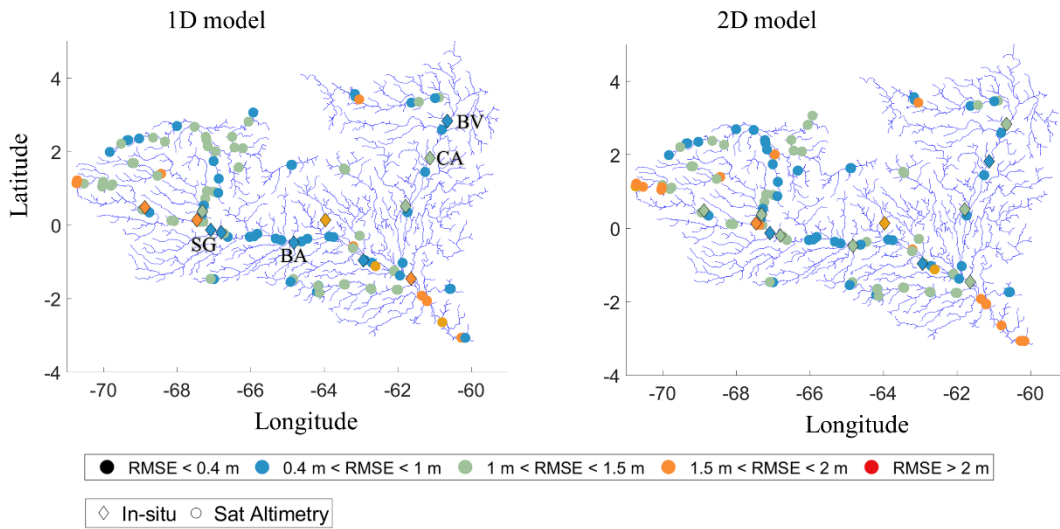 1D model
2D model
Latitude
4
2
0
-2
-4
BV
CA
SG
BA
-70 -68 -66 -64 -62 -60
Longitude
4
2
0
-2
-4
-70 -68 -66 -64 -62 -60
Longitude
RMSE < 0.4 m 0.4 m < RMSE < 1 m 1 m < RMSE < 1.5 m 1.5 m < RMSE < 2 m RMSE > 2 m
In-situ Sat Altimetry